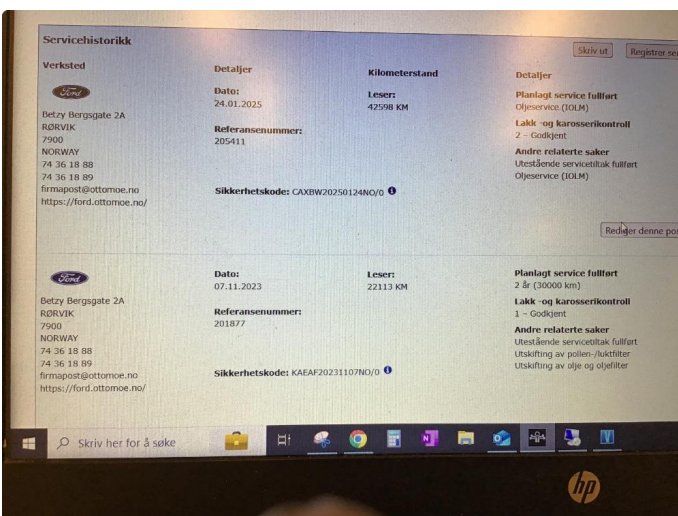 Servicehistorikk
Skriv ut
Registrer se
Verksted
Detaljer
Kilometerstand
Detaljer
Ford
Betzy Bergsgate 2A
RØRVIK
7900
NORWAY
74 36 18 88
74 36 18 89
firmapost@ottomoe.no
https://ford.ottomoe.no/
Dato:
24.01.2025
Referansenummer:
205411
Sikkerhetskode: CAXBW20250124NO/0
Leser:
42598 KM
Planlagt service fullført
Oljeservice (IOLM)
Lakk -og karosserikontroll
2 – Godkjent
Andre relaterte saker
Utestående servicetiltak fullført
Oljeservice (IOLM)
Rediger denne pos
Ford
Betzy Bergsgate 2A
RØRVIK
7900
NORWAY
74 36 18 88
74 36 18 89
firmapost@ottomoe.no
https://ford.ottomoe.no/
Dato:
07.11.2023
Referansenummer:
201877
Sikkerhetskode: KAEAF20231107NO/0
Leser:
22113 KM
Planlagt service fullført
2 år (30000 km)
Lakk -og karosserikontroll
1 – Godkjent
Andre relaterte saker
Utestående servicetiltak fullført
Utskifting av pollen-/luktfilter
Utskifting av olje og oljefilter
Skriv her for å søke
hp